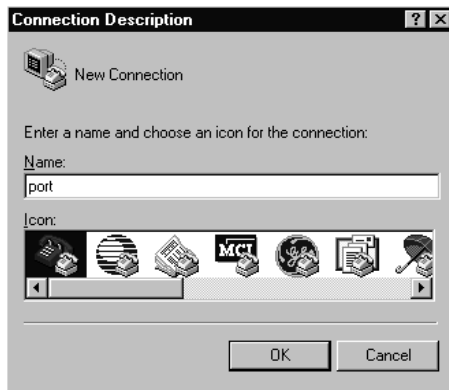 Connection Description
New Connection
Enter a name and choose an icon for the connection:
Name:
port
Icon:
MCI
OK
Cancel